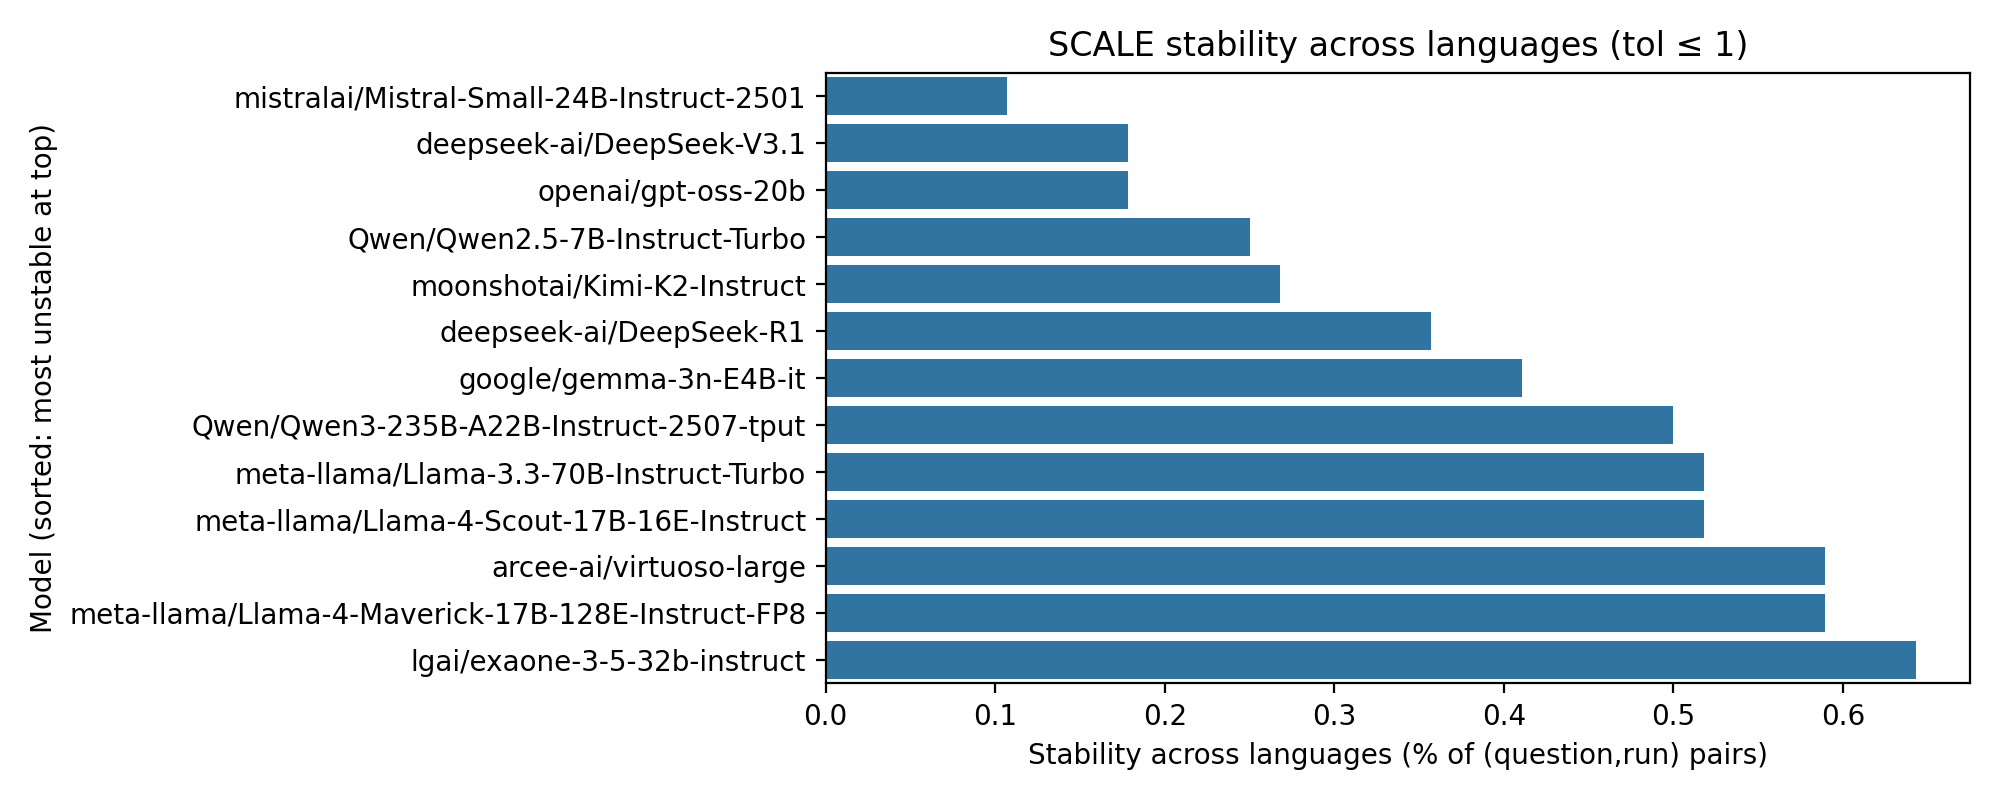 SCALE stability across languages (tol ≤ 1)
Model (sorted: most unstable at top)
mistralai/Mistral-Small-24B-Instruct-2501
deepseek-ai/DeepSeek-V3.1
openai/gpt-oss-20b
Qwen/Qwen2.5-7B-Instruct-Turbo
moonshotai/Kimi-K2-Instruct
deepseek-ai/DeepSeek-R1
google/gemma-3n-E4B-it
Qwen/Qwen3-235B-A22B-Instruct-2507-tput
meta-llama/Llama-3.3-70B-Instruct-Turbo
meta-llama/Llama-4-Scout-17B-16E-Instruct
arcee-ai/virtuoso-large
meta-llama/Llama-4-Maverick-17B-128E-Instruct-FP8
lgai/exaone-3-5-32b-instruct
0.0 0.1 0.2 0.3 0.4 0.5 0.6
Stability across languages (% of (question,run) pairs)